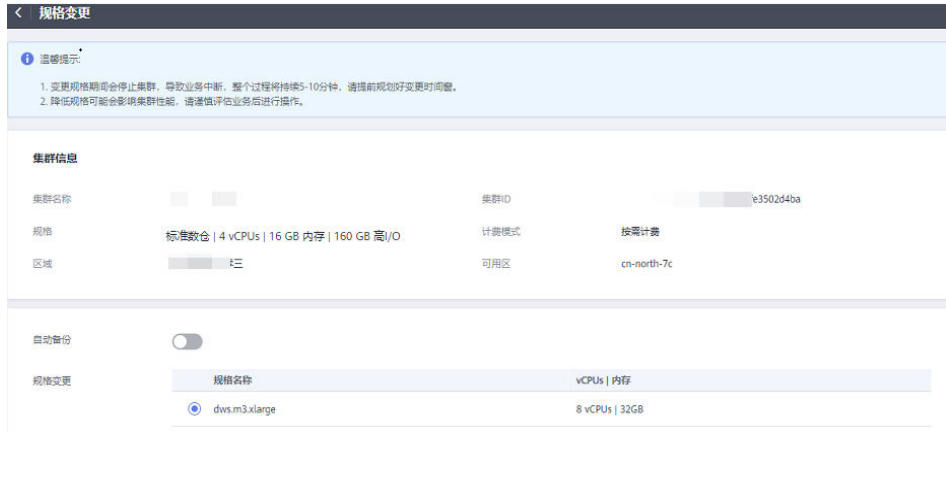 规格变更
温馨提示:
1. 变更规格期间会停止集群，导致业务中断，整个过程将持续5-10分钟，请提前规划好变更时间窗。
2. 降低规格可能会影响集群性能，请谨慎评估业务后进行操作。
集群信息
集群名称 集群ID e3502d4ba
规格 标准数仓 | 4 vCPUs | 16 GB 内存 | 160 GB 高I/O 计费模式 按需计费
区域 三 可用区 cn-north-7c
自动备份
规格变更 规格名称 vCPUs | 内存
dws.m3.xlarge 8 vCPUs | 32GB